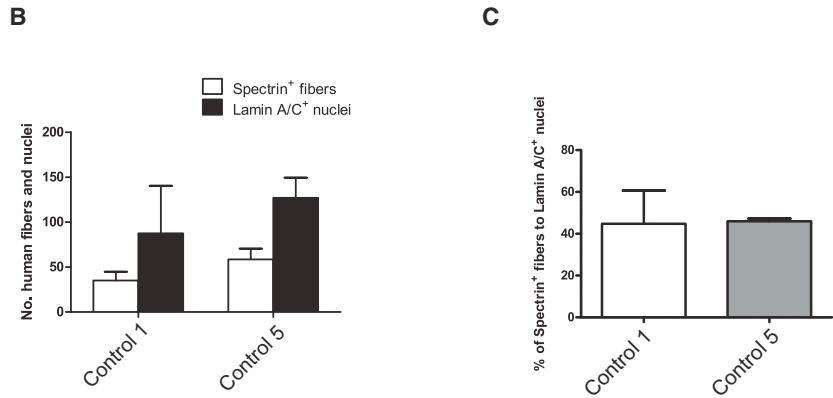 B
Spectrin+ fibers
Lamin A/C+ nuclei
No. human fibers and nuclei
200
150
100
50
0
Control 1
Control 5
C
% of Spectrin+ fibers to Lamin A/C+ nuclei
80
60
40
20
0
Control 1
Control 5